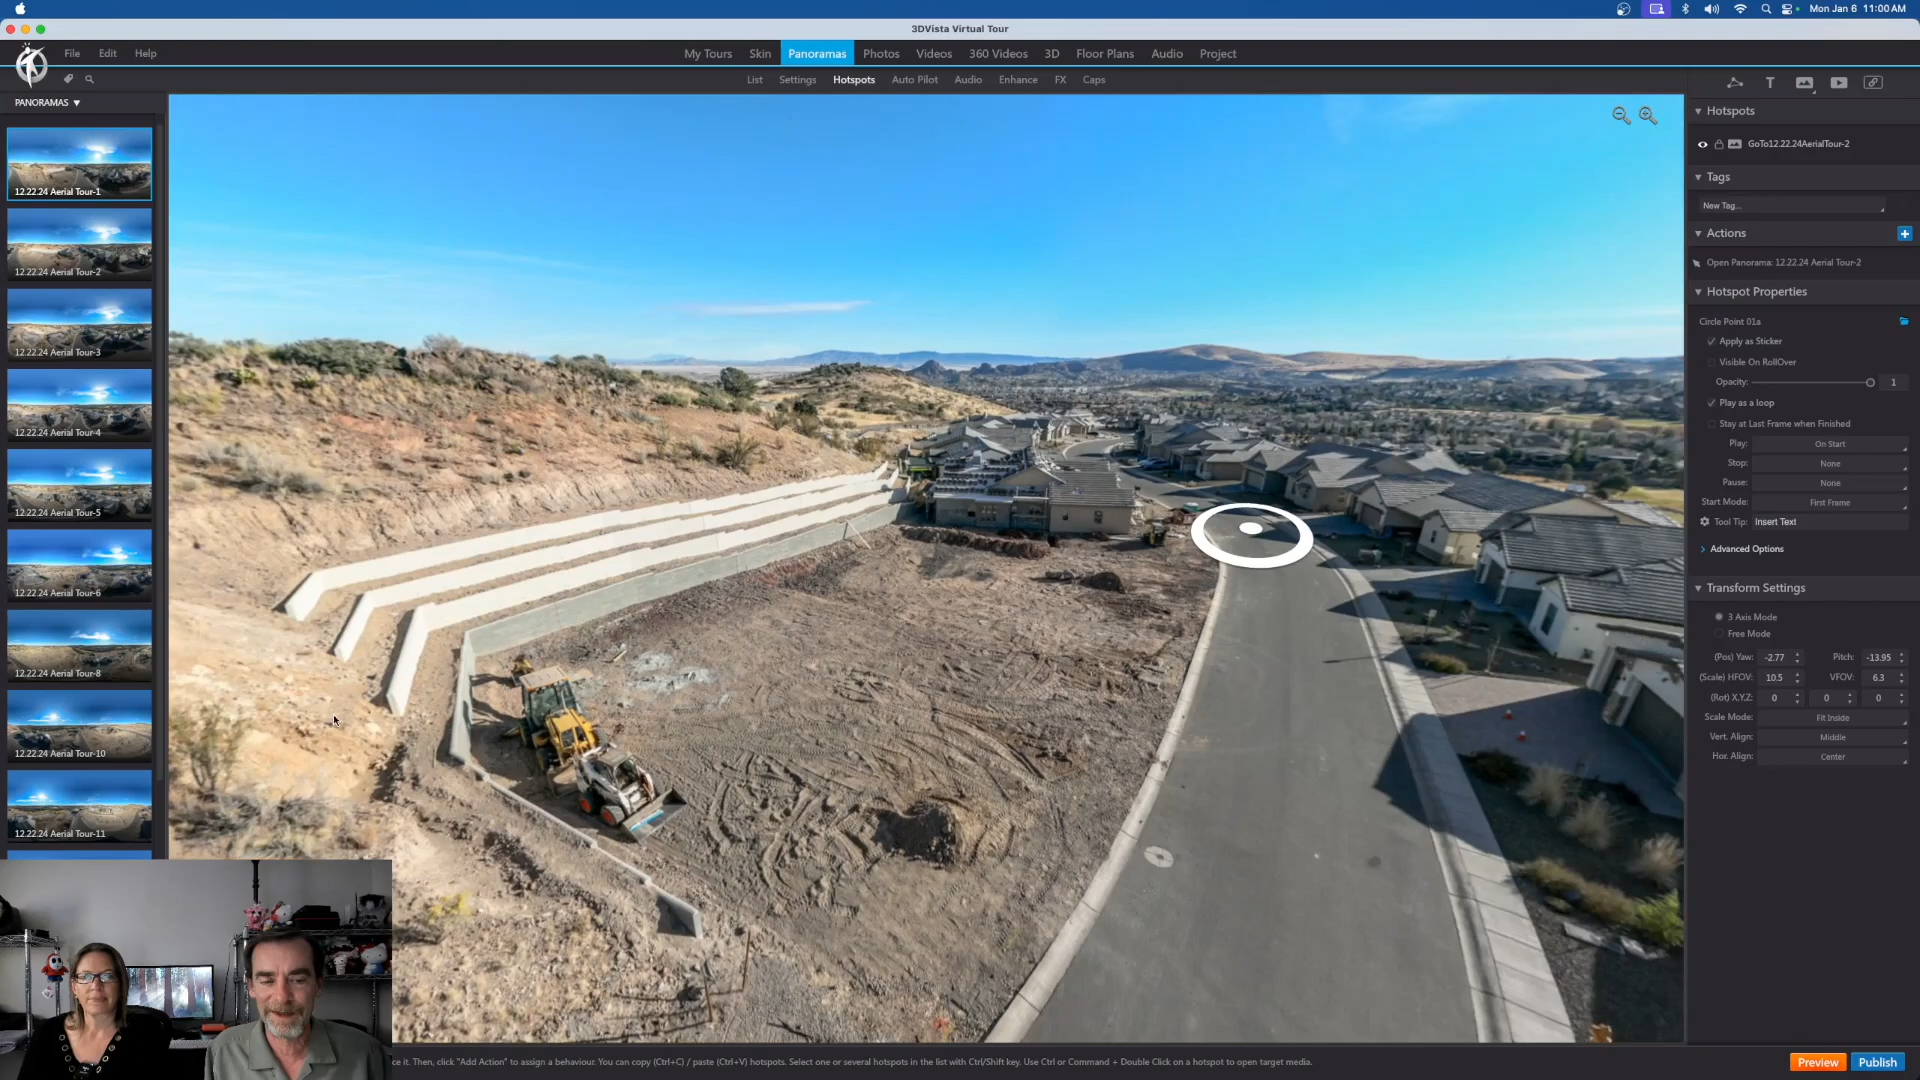 Mon Jan 6 11:00 AM
3DVista Virtual Tour
File Edit Help
My Tours Skin Panoramas Photos Videos 360 Videos 3D Floor Plans Audio Project
List Settings Hotspots Auto Pilot Audio Enhance FX Caps
T
PANORAMAS
12.22.24 Aerial Tour-1
12.22.24 Aerial Tour-2
12.22.24 Aerial Tour-3
12.22.24 Aerial Tour-4
12.22.24 Aerial Tour-5
12.22.24 Aerial Tour-6
12.22.24 Aerial Tour-8
12.22.24 Aerial Tour-10
12.22.24 Aerial Tour-11
Hotspots
GoTo12.22.24AerialTour-2
Tags
New Tag...
Actions
Open Panorama: 12.22.24 Aerial Tour-2
Hotspot Properties
Circle Point 01a
Apply as Sticker
Visible On RollOver
Opacity: 1
Play as a loop
Stay at Last Frame when Finished
Play: On Start
Stop: None
Pause: None
Start Mode: First Frame
Tool Tip: Insert Text
Advanced Options
Transform Settings
3 Axis Mode
Free Mode
(Pos) Yaw: -2.77 Pitch: -13.95
(Scale) HFOV: 10.5 VFOV: 6.3
(Rot) X,Y,Z: 0 0 0
Scale Mode: Fit Inside
Vert. Align: Middle
Hor. Align: Center
ce it. Then, click "Add Action" to assign a behaviour. You can copy (Ctrl+C) / paste (Ctrl+V) hotspots. Select one or several hotspots in the list with Ctrl/Shift key. Use Ctrl or Command + Double Click on a hotspot to open target media.
Preview Publish